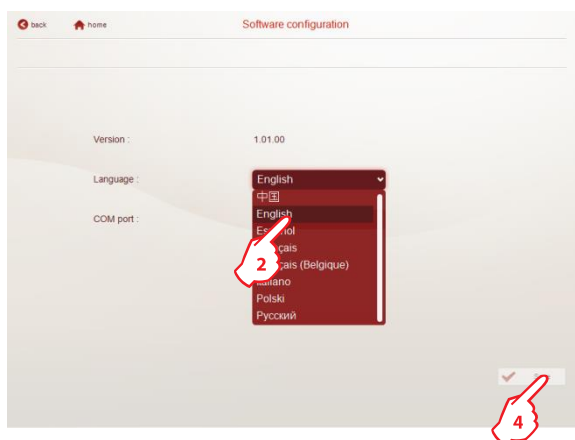 back home Software configuration
Version : 1.01.00
Language : English
中国
English
COM port :
2
(Belgique)
Polski
Русский
4